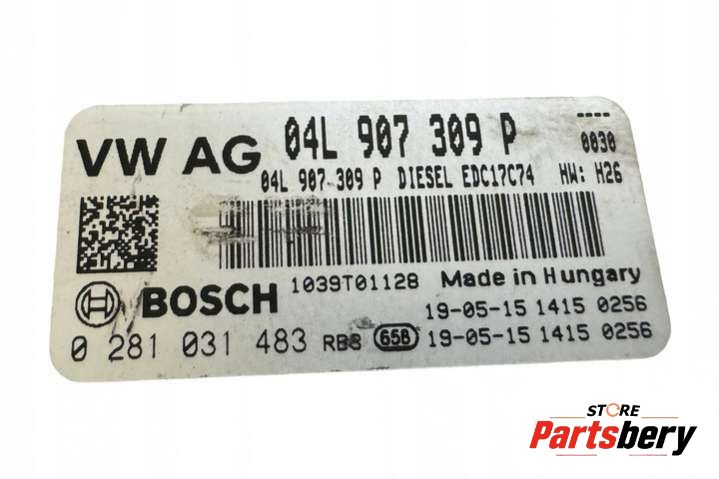 VW AG 04L 907 309 P ----
04L 907 309 P DIESEL EDC17C74 0030
HW: H26
1039T01128 Made in Hungary
BOSCH 19-05-15 1415 0256
0 281 031 483 RB8 658 19-05-15 1415 0256
STORE
Partsbery